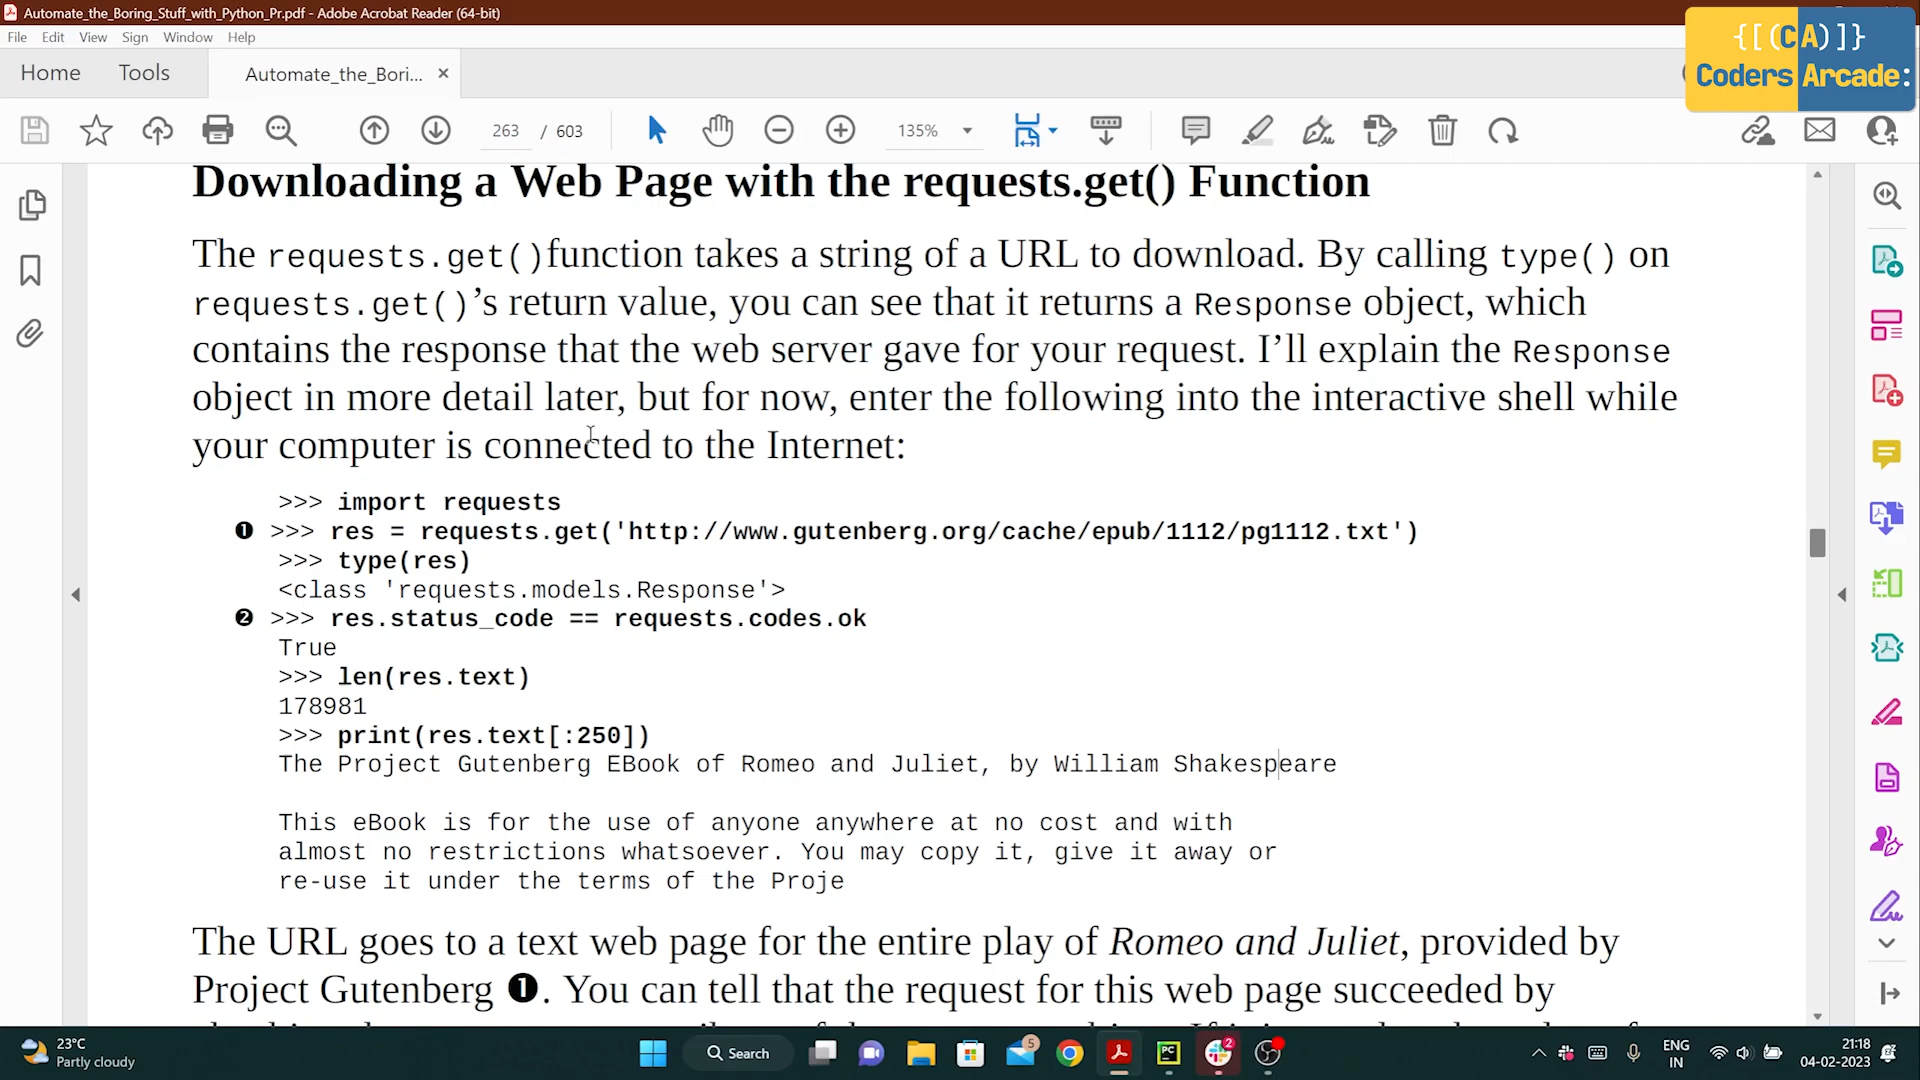 Automate_the_Boring_Stuff_with_Python_Pr.pdf - Adobe Acrobat Reader (64-bit)
File Edit View Sign Window Help
Home Tools Automate_the_Bori... ×
{[(CA)]}
Coders Arcade:
263 / 603 135%
Downloading a Web Page with the requests.get() Function
The requests.get()function takes a string of a URL to download. By calling type() on
requests.get()’s return value, you can see that it returns a Response object, which
contains the response that the web server gave for your request. I’ll explain the Response
object in more detail later, but for now, enter the following into the interactive shell while
your computer is connected to the Internet:
>>> import requests
❶ >>> res = requests.get('http://www.gutenberg.org/cache/epub/1112/pg1112.txt')
>>> type(res)
<class 'requests.models.Response'>
❷ >>> res.status_code == requests.codes.ok
True
>>> len(res.text)
178981
>>> print(res.text[:250])
The Project Gutenberg EBook of Romeo and Juliet, by William Shakespeare
This eBook is for the use of anyone anywhere at no cost and with
almost no restrictions whatsoever. You may copy it, give it away or
re-use it under the terms of the Proje
The URL goes to a text web page for the entire play of Romeo and Juliet, provided by
Project Gutenberg ❶. You can tell that the request for this web page succeeded by
23°C
Partly cloudy
Search
5
PC
2
ENG
IN
21:18
04-02-2023